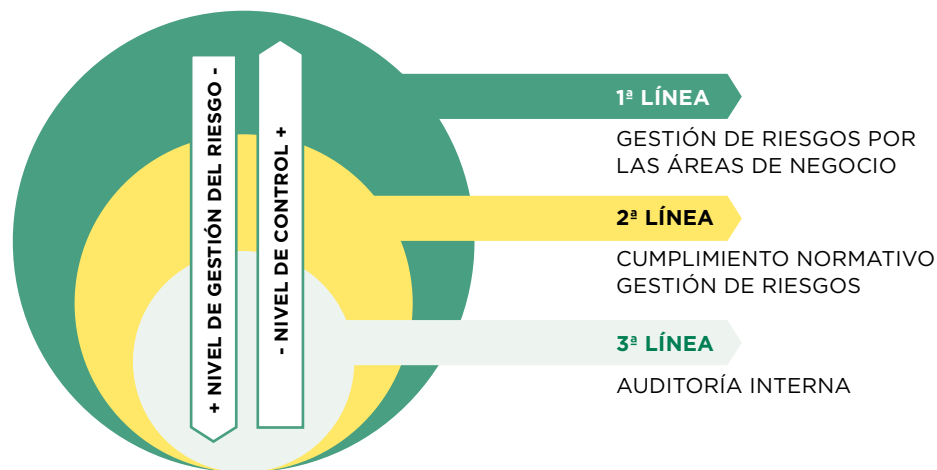 + NIVEL DE GESTIÓN DEL RIESGO -
- NIVEL DE CONTROL +
1ª LÍNEA
GESTIÓN DE RIESGOS POR
LAS ÁREAS DE NEGOCIO
2ª LÍNEA
CUMPLIMIENTO NORMATIVO
GESTIÓN DE RIESGOS
3ª LÍNEA
AUDITORÍA INTERNA